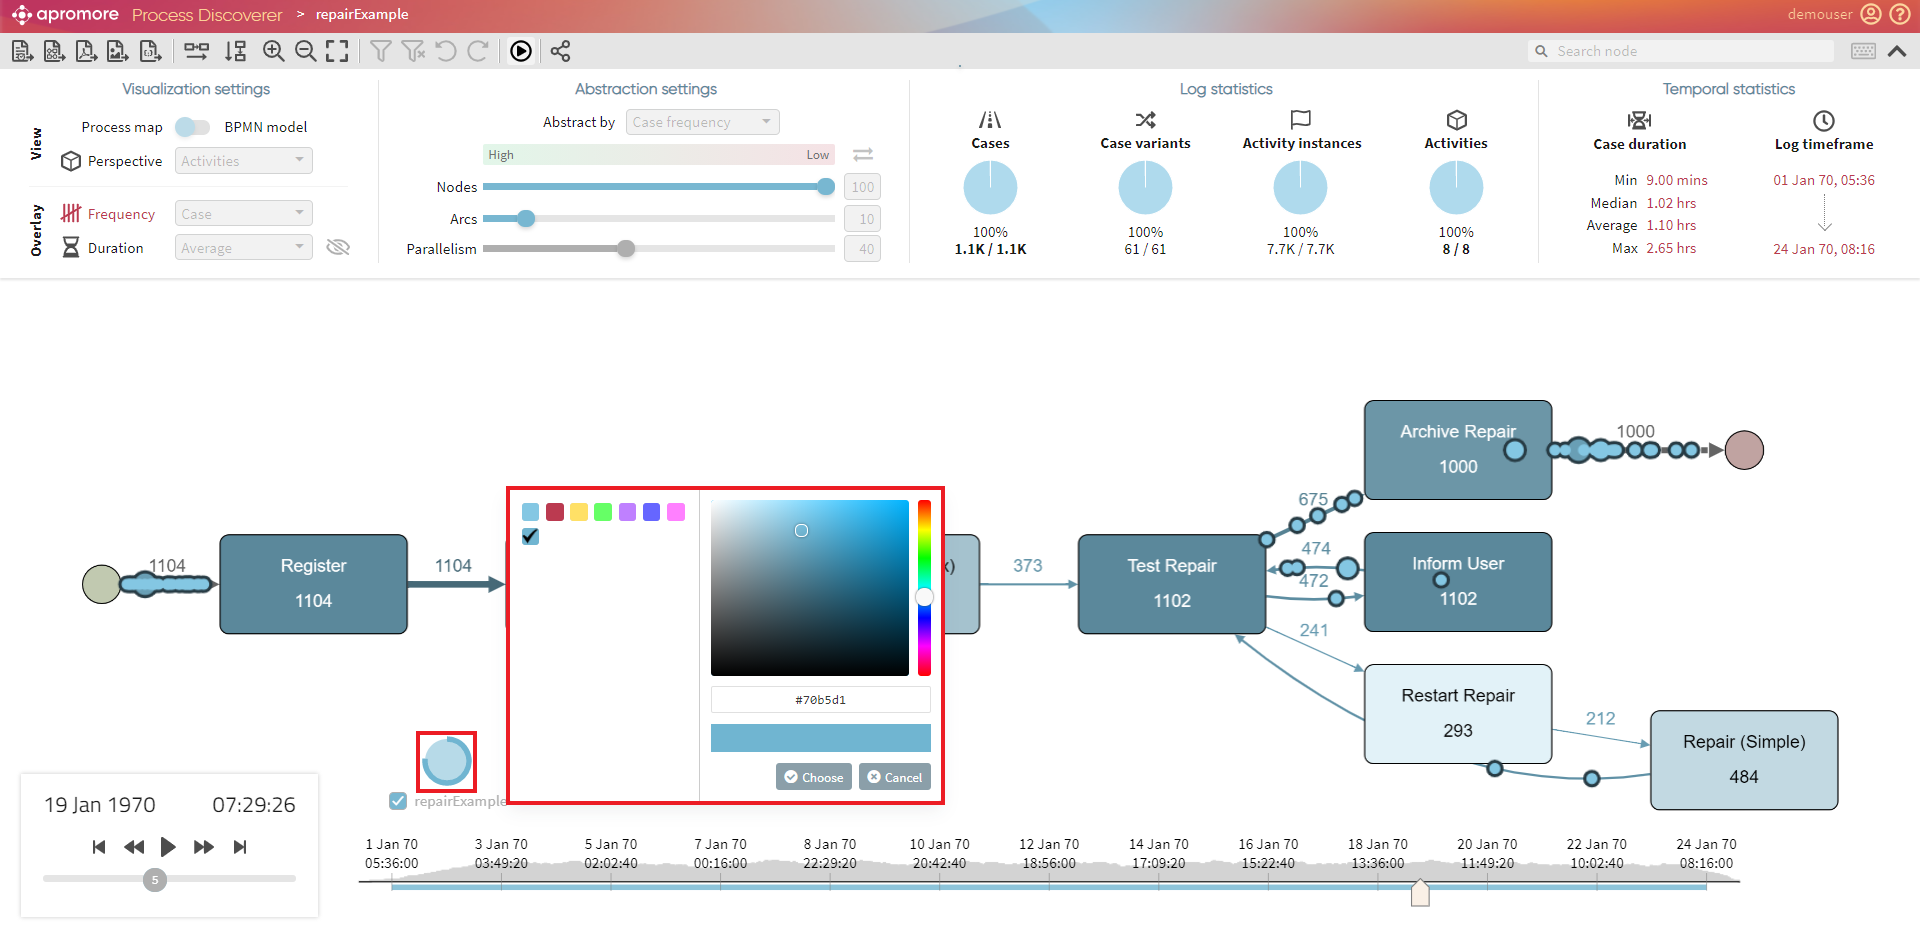 apromore Process Discoverer > repairExample
demouser
Search node
Visualization settings
View
Process map BPMN model
Perspective Activities
Overlay
Frequency Case
Duration Average
Abstraction settings
Abstract by Case frequency
High Low
Nodes 100
Arcs 10
Parallelism 40
Log statistics
Cases
100%
1.1K / 1.1K
Case variants
100%
61 / 61
Activity instances
100%
7.7K / 7.7K
Activities
100%
8 / 8
Temporal statistics
Case duration
Min 9.00 mins
Median 1.02 hrs
Average 1.10 hrs
Max 2.65 hrs
Log timeframe
01 Jan 70, 05:36
24 Jan 70, 08:16
1104
Register
1104
1104
x)
373
Test Repair
1102
675
474
472
241
Archive Repair
1000
1000
Inform User
1102
Restart Repair
293
212
Repair (Simple)
484
#70b5d1
Choose
Cancel
repairExample
19 Jan 1970 07:29:26
5
1 Jan 70
05:36:00
3 Jan 70
03:49:20
5 Jan 70
02:02:40
7 Jan 70
00:16:00
8 Jan 70
22:29:20
10 Jan 70
20:42:40
12 Jan 70
18:56:00
14 Jan 70
17:09:20
16 Jan 70
15:22:40
18 Jan 70
13:36:00
20 Jan 70
11:49:20
22 Jan 70
10:02:40
24 Jan 70
08:16:00